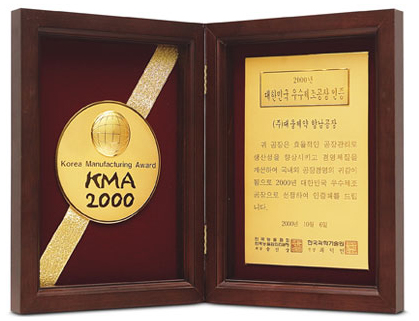 Korea Manufacturing Award
KMA
2000
2000년
대한민국 우수제조공장 인증
(주)대웅제약 향남공장
귀 공장은 효율적인 공장관리로
생산성을 향상시키고 경영체질을
개선하여 국내외 공장경영의 귀감이
됨으로 2000년 대한민국 우수제조
공장으로 선정하여 인증패를 드립
니다.
2000년 10월 6일
한국능률협회